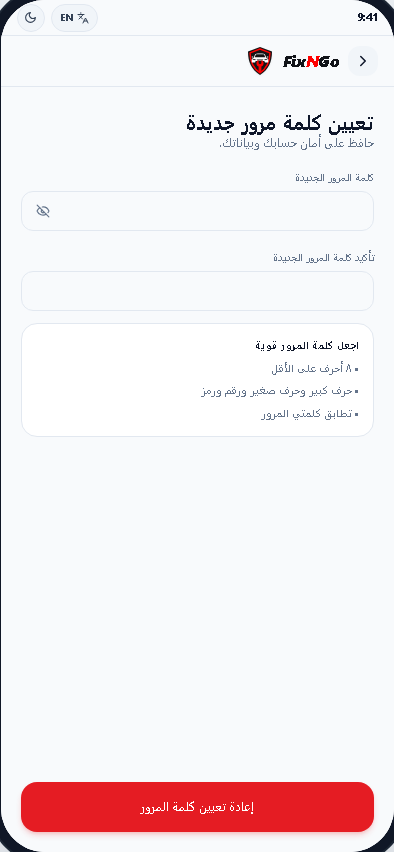 9:41
EN
FixNGo
تعيين كلمة مرور جديدة
حافظ على أمان حسابك وبياناتك.
كلمة المرور الجديدة
تأكيد كلمة المرور الجديدة
اجعل كلمة المرور قوية
• ٨ أحرف على الأقل
• حرف كبير وحرف صغير ورقم ورمز
• تطابق كلمتي المرور
إعادة تعيين كلمة المرور